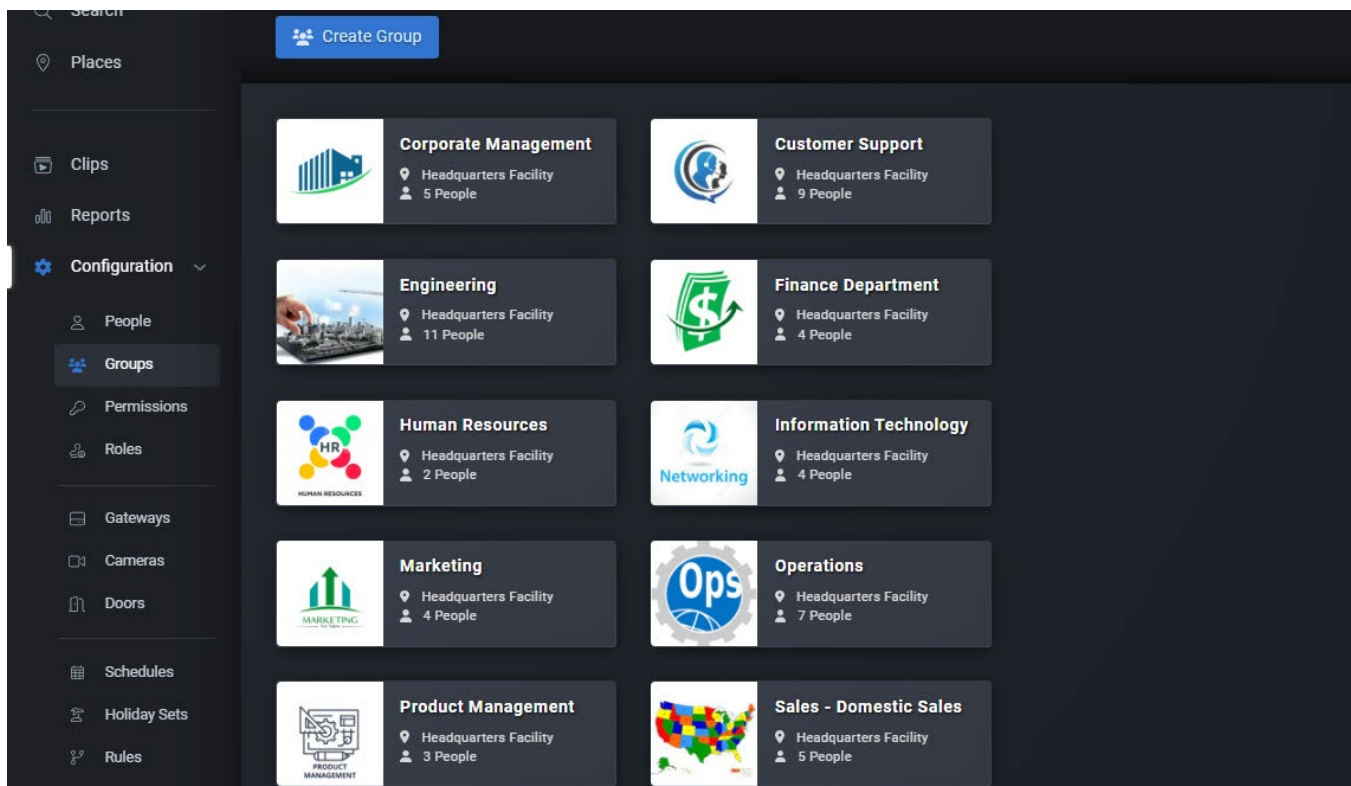 Search
Places
Clips
Reports
Configuration
People
Groups
Permissions
Roles
Gateways
Cameras
Doors
Schedules
Holiday Sets
Rules
Create Group
Corporate Management
Headquarters Facility
5 People
Customer Support
Headquarters Facility
9 People
Engineering
Headquarters Facility
11 People
Finance Department
Headquarters Facility
4 People
HR
HUMAN RESOURCES
Human Resources
Headquarters Facility
2 People
Networking
Information Technology
Headquarters Facility
4 People
MARKETING
Marketing
Headquarters Facility
4 People
Ops
Operations
Headquarters Facility
7 People
PRODUCT
MANAGEMENT
Product Management
Headquarters Facility
3 People
Sales - Domestic Sales
Headquarters Facility
5 People